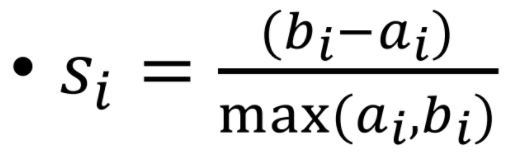 • s_i = (b_i−a_i) / max(a_i,b_i)